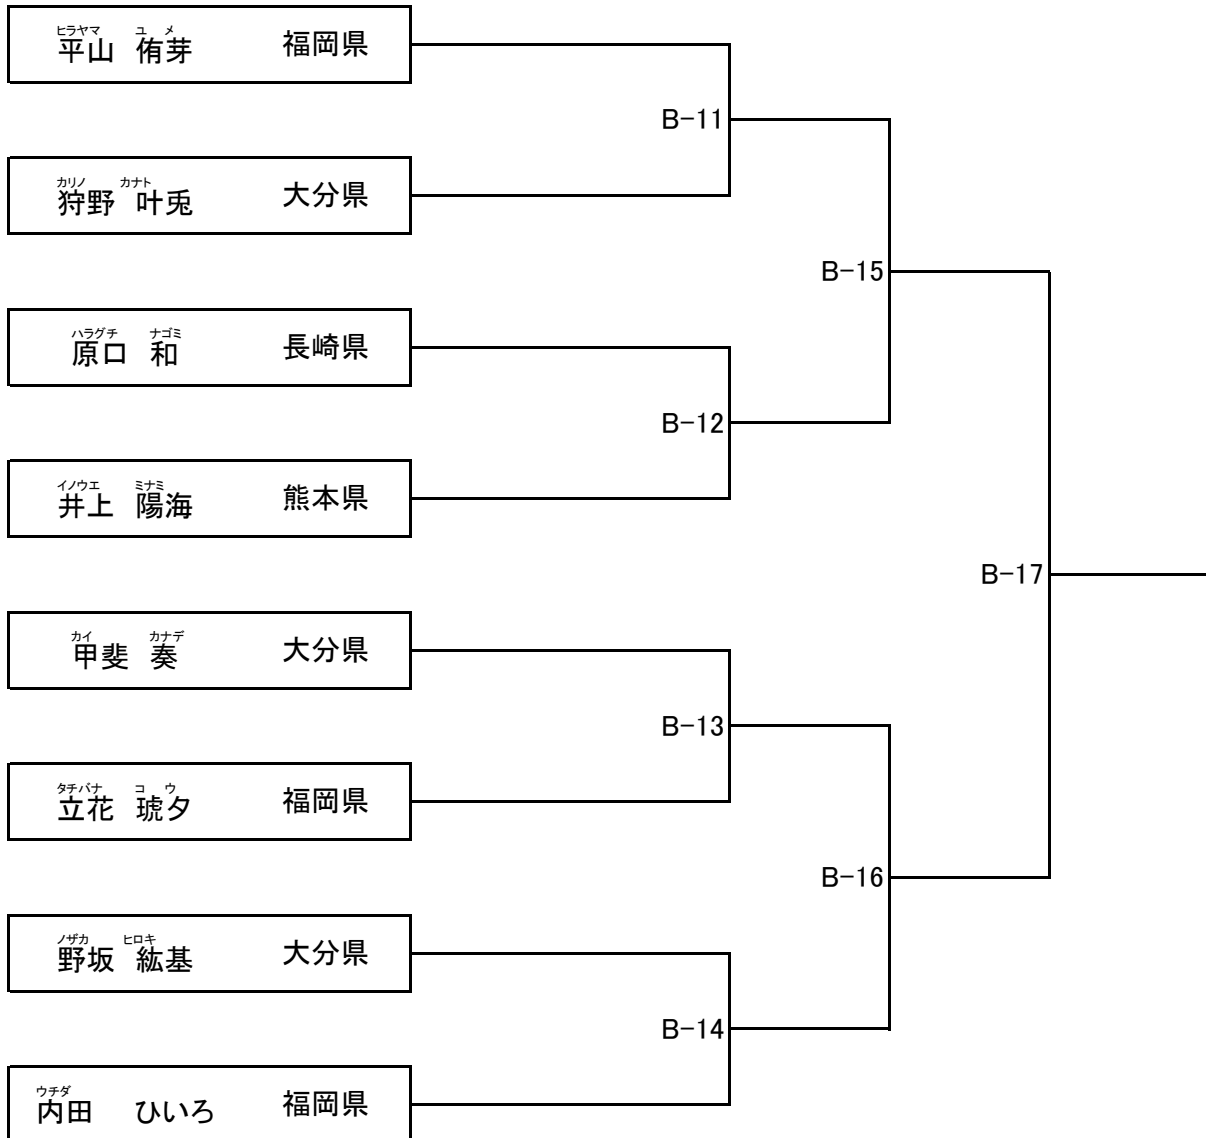 ヒラヤマ ユ メ
平山 侑芽 福岡県
B-11
カリノ カナト
狩野 叶兎 大分県
B-15
ハラグチ ナゴミ
原口 和 長崎県
B-12
イノウエ ミナミ
井上 陽海 熊本県
B-17
カイ カナデ
甲斐 奏 大分県
B-13
タチバナ コ ウ
立花 琥夕 福岡県
B-16
ノザカ ヒロキ
野坂 紘基 大分県
B-14
ウチダ
内田 ひいろ 福岡県